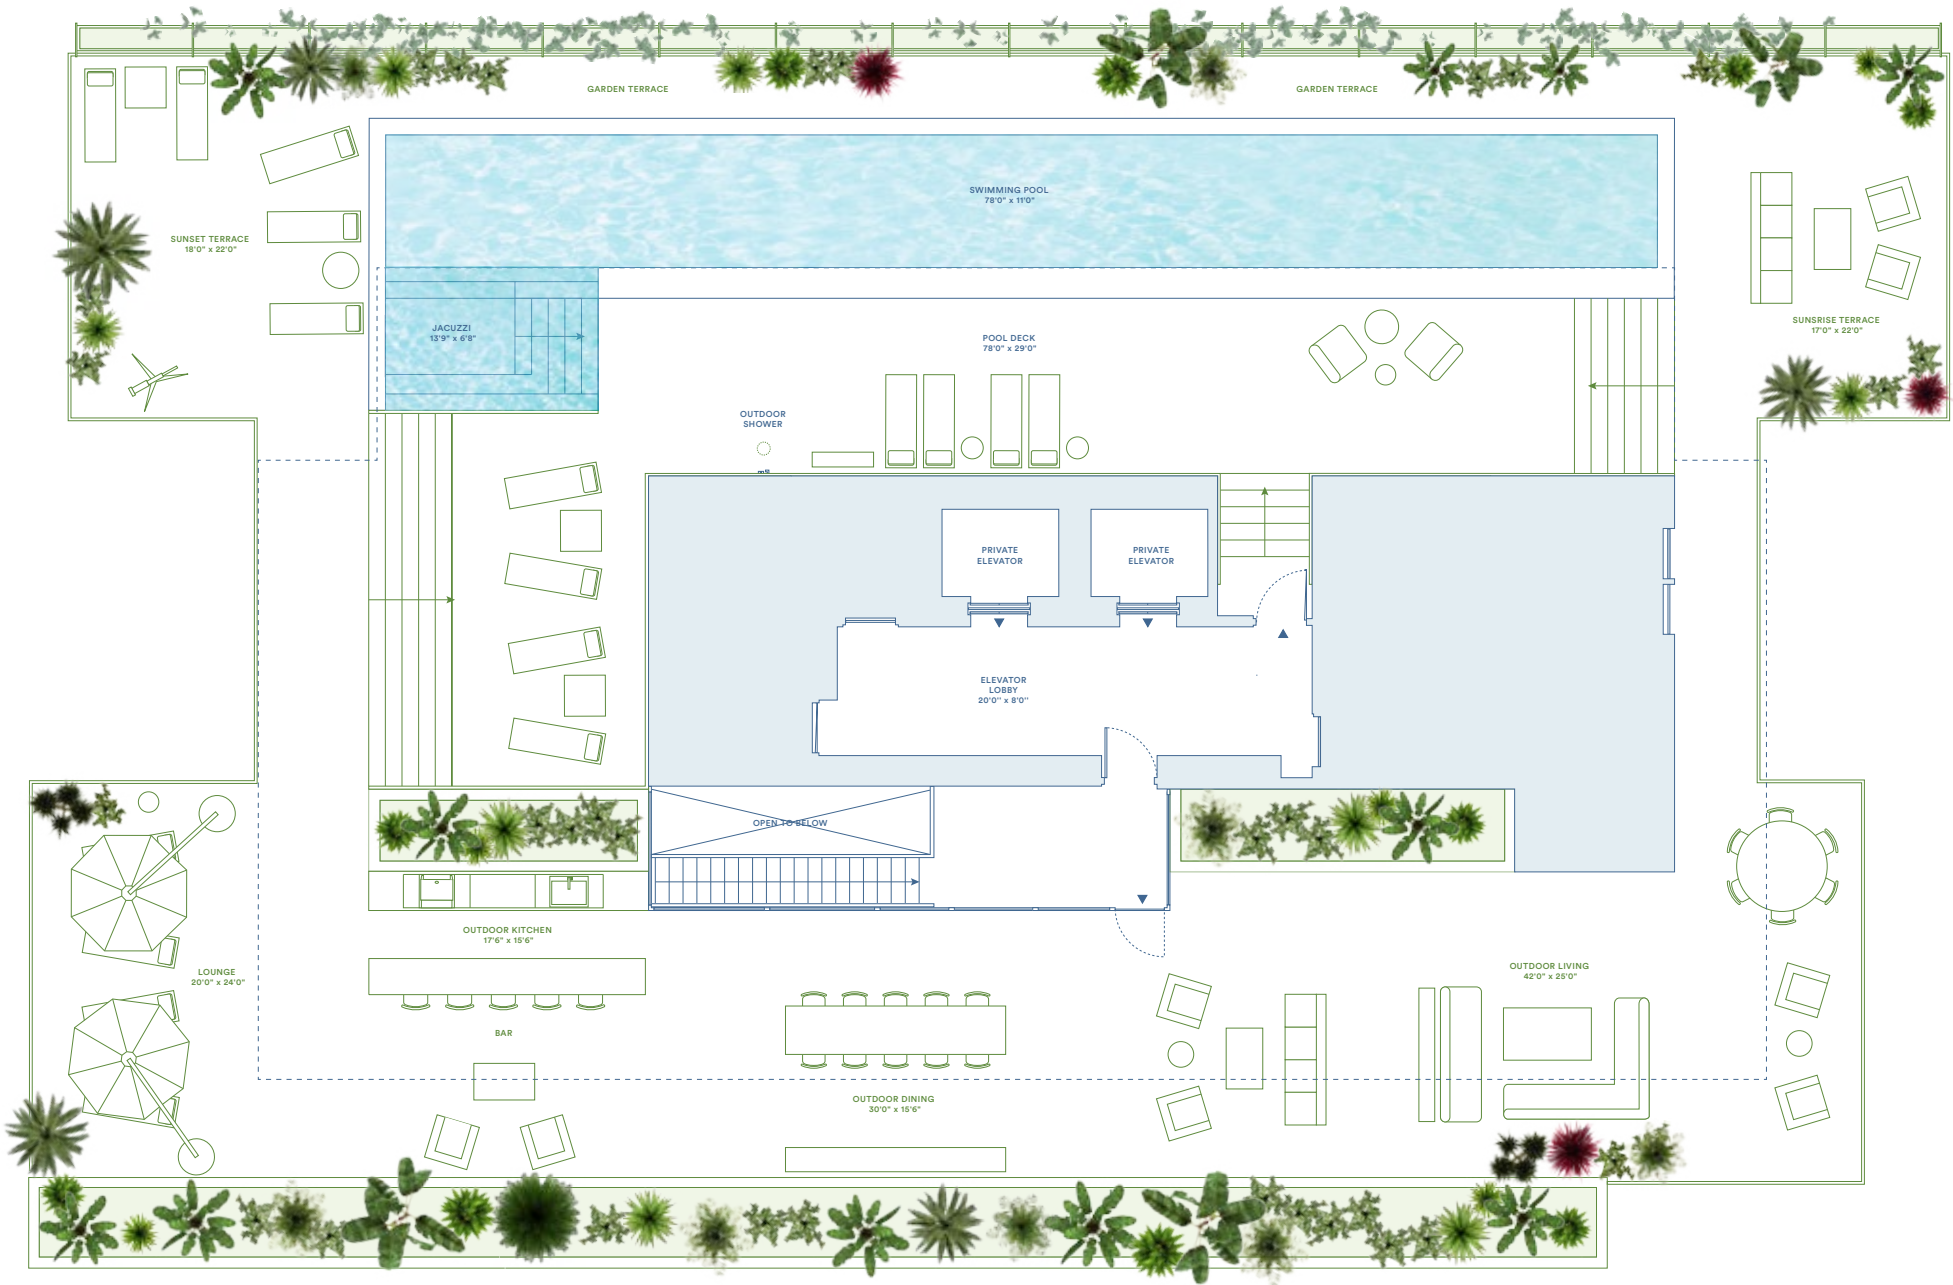 GARDEN TERRACE
GARDEN TERRACE
SWIMMING POOL
78'0" x 11'0"
SUNSET TERRACE
18'0" x 22'0"
SUNSRISE TERRACE
17'0" x 22'0"
JACUZZI
13'9" x 6'8"
POOL DECK
78'0" x 29'0"
OUTDOOR
SHOWER
PRIVATE
ELEVATOR
PRIVATE
ELEVATOR
ELEVATOR
LOBBY
20'0'' x 8'0''
OPEN TO BELOW
OUTDOOR KITCHEN
17'6" x 15'6"
LOUNGE
20'0" x 24'0"
OUTDOOR LIVING
42'0" x 25'0"
BAR
OUTDOOR DINING
30'0" x 15'6"